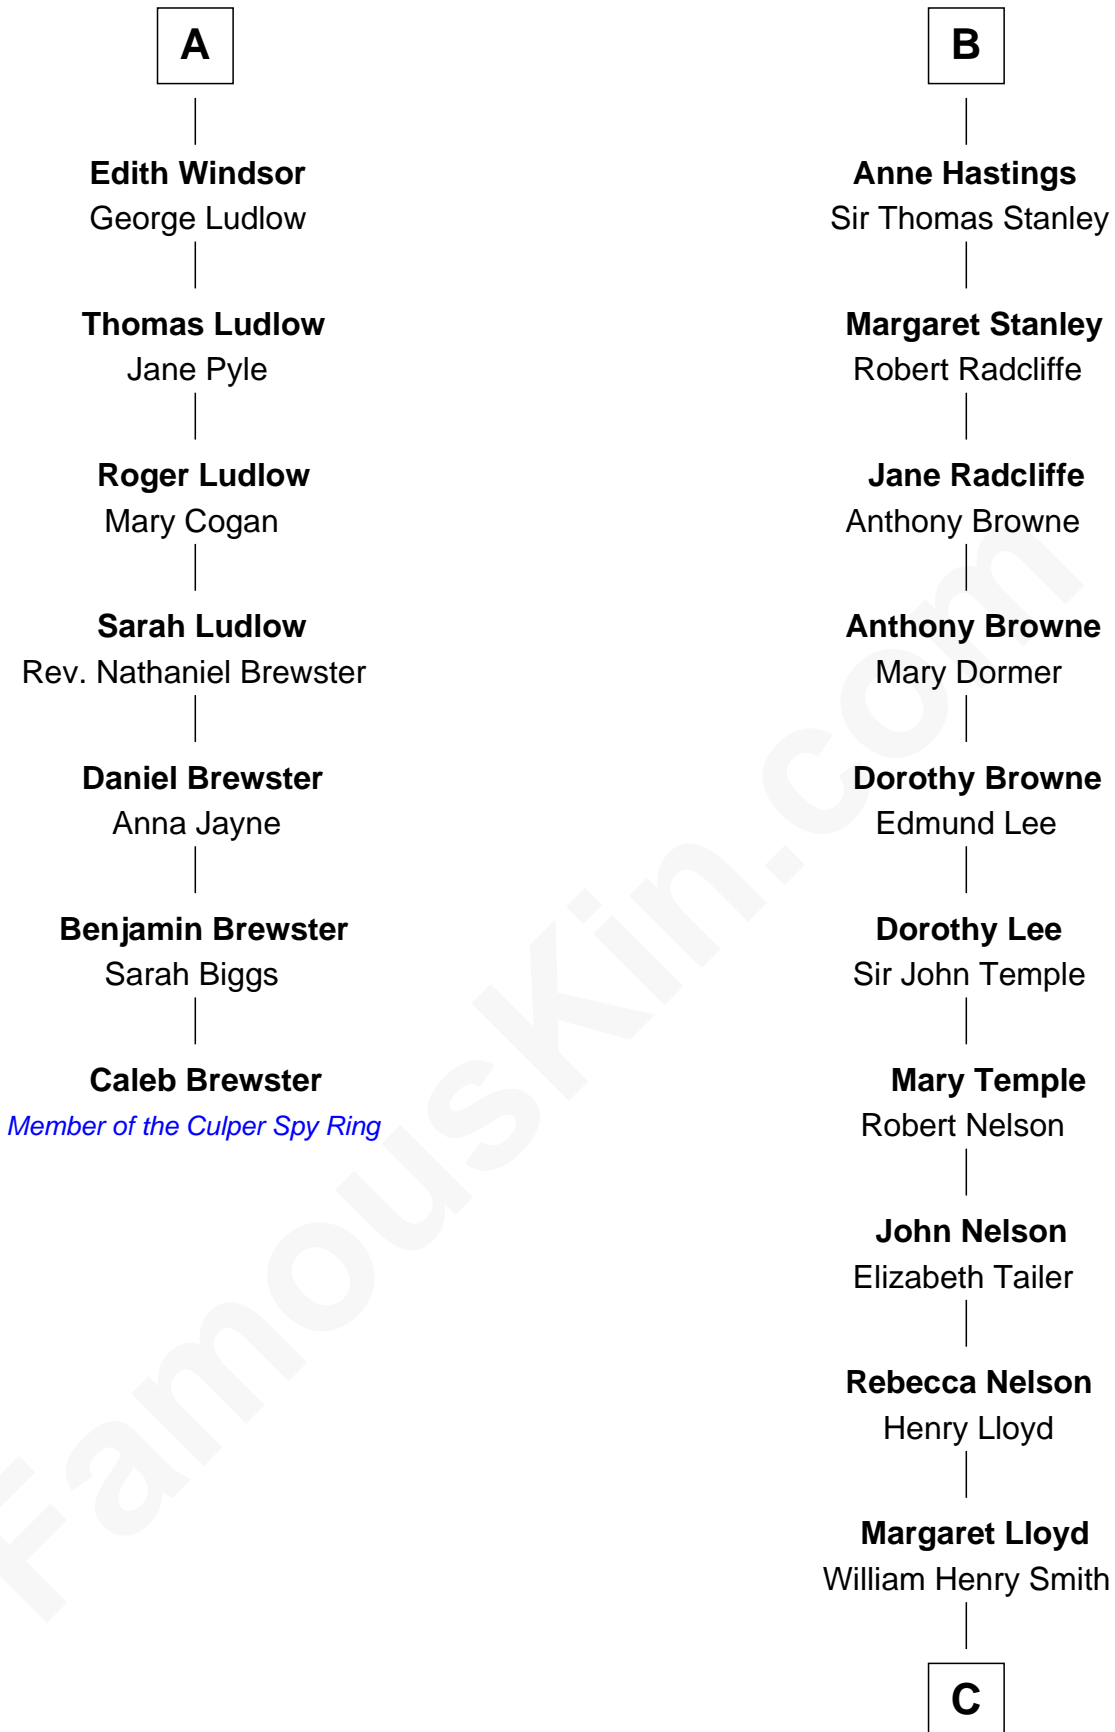 A
Edith Windsor
George Ludlow
Thomas Ludlow
Jane Pyle
Roger Ludlow
Mary Cogan
Sarah Ludlow
Rev. Nathaniel Brewster
Daniel Brewster
Anna Jayne
Benjamin Brewster
Sarah Biggs
Caleb Brewster
Member of the Culper Spy Ring
B
Anne Hastings
Sir Thomas Stanley
Margaret Stanley
Robert Radcliffe
Jane Radcliffe
Anthony Browne
Anthony Browne
Mary Dormer
Dorothy Browne
Edmund Lee
Dorothy Lee
Sir John Temple
Mary Temple
Robert Nelson
John Nelson
Elizabeth Tailer
Rebecca Nelson
Henry Lloyd
Margaret Lloyd
William Henry Smith
C
FamousKin.com